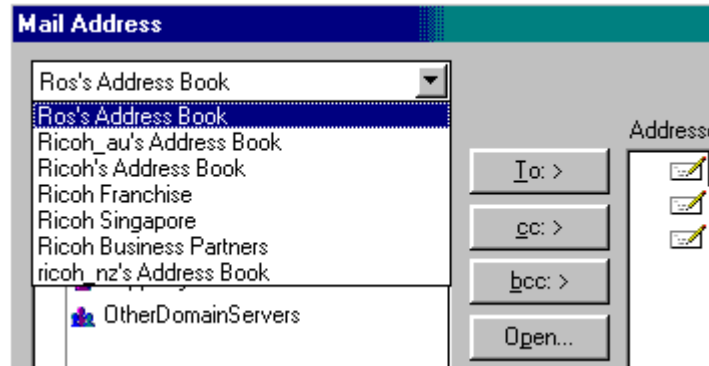 Mail Address
Ros's Address Book
Ros's Address Book
Ricoh_au's Address Book
Ricoh's Address Book
Ricoh Franchise
Ricoh Singapore
Ricoh Business Partners
ricoh_nz's Address Book
OtherDomainServers
To: >
cc: >
bcc: >
Open...